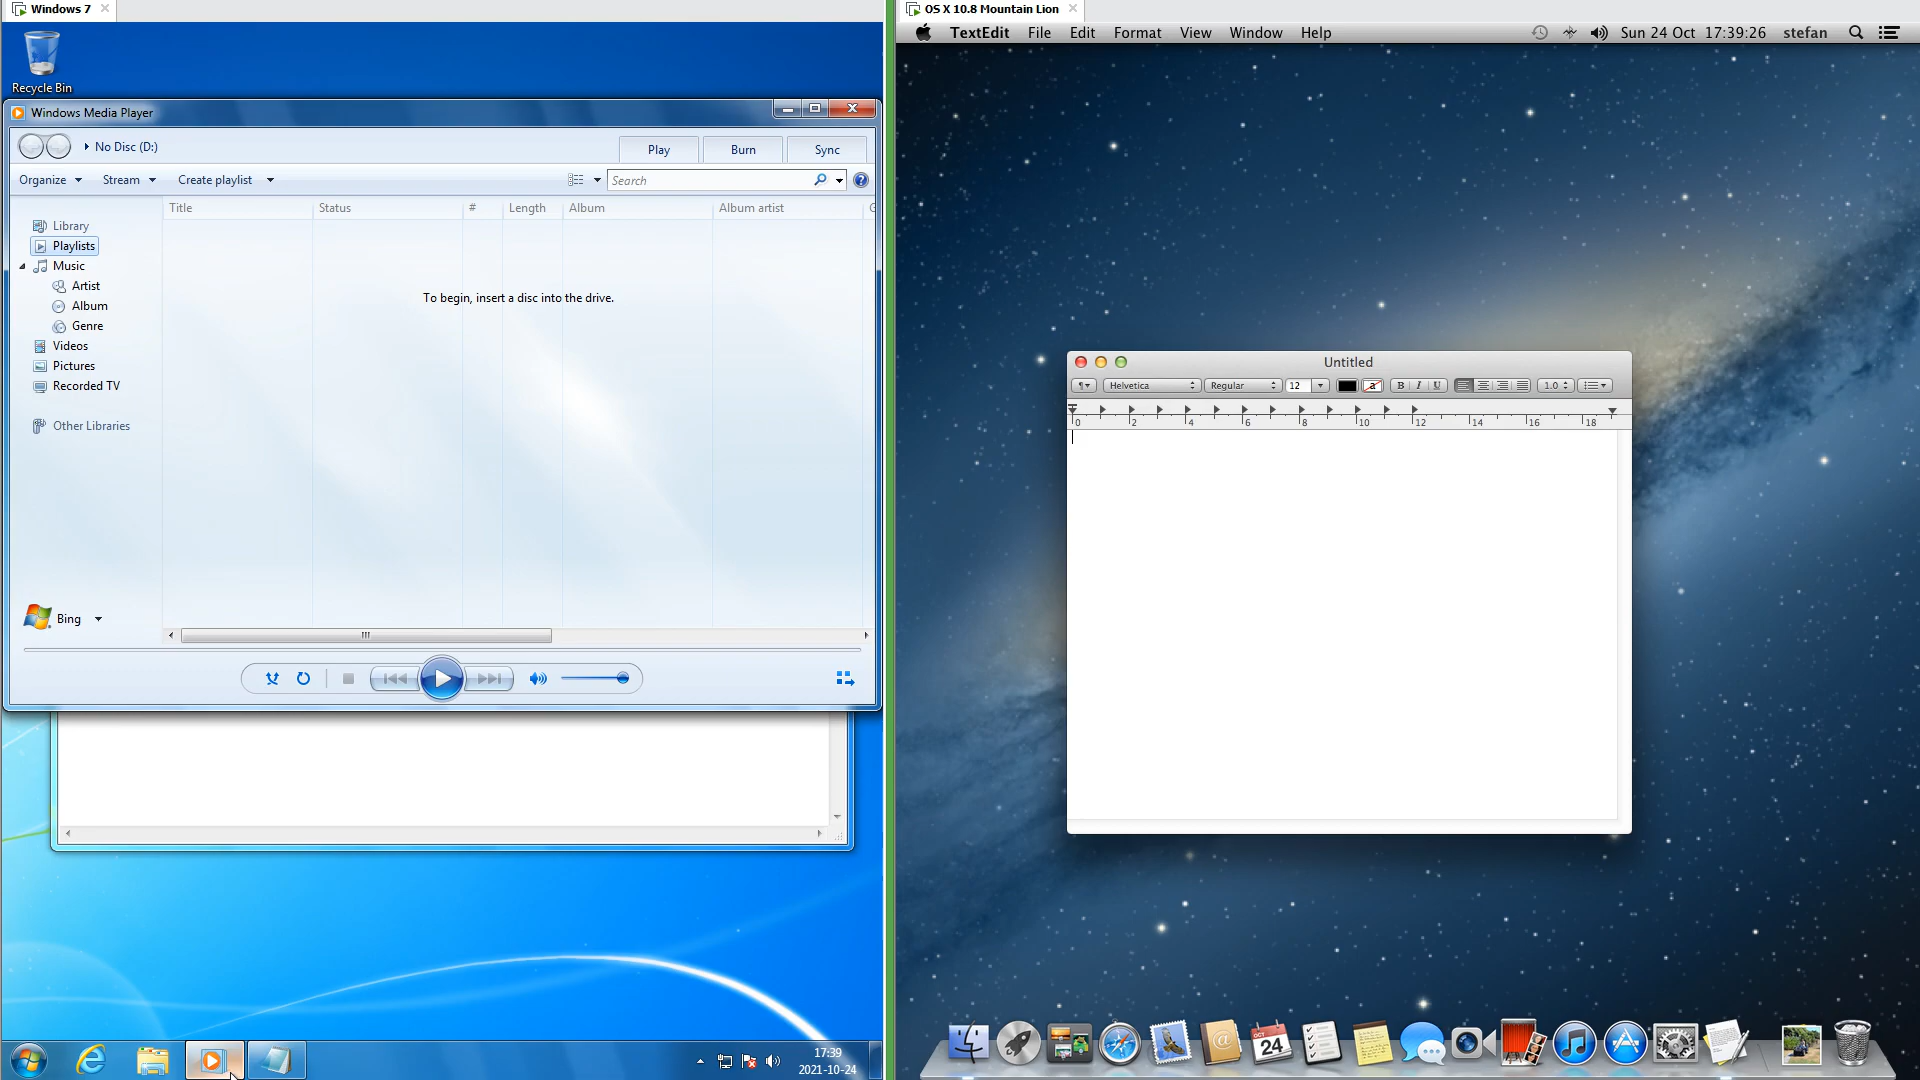 Windows 7
OS X 10.8 Mountain Lion
Recycle Bin
Windows Media Player
No Disc (D:)
Play
Burn
Sync
Organize
Stream
Create playlist
Search
Title
Status
#
Length
Album
Album artist
G
Library
Playlists
Music
Artist
Album
Genre
Videos
Pictures
Recorded TV
Other Libraries
To begin, insert a disc into the drive.
Bing
17:39
2021-10-24
TextEdit File Edit Format View Window Help
Sun 24 Oct 17:39:26 stefan
Untitled
Helvetica
Regular
12
a
B I U
1.0
0 2 4 6 8 10 12 14 16 18
OCT
24